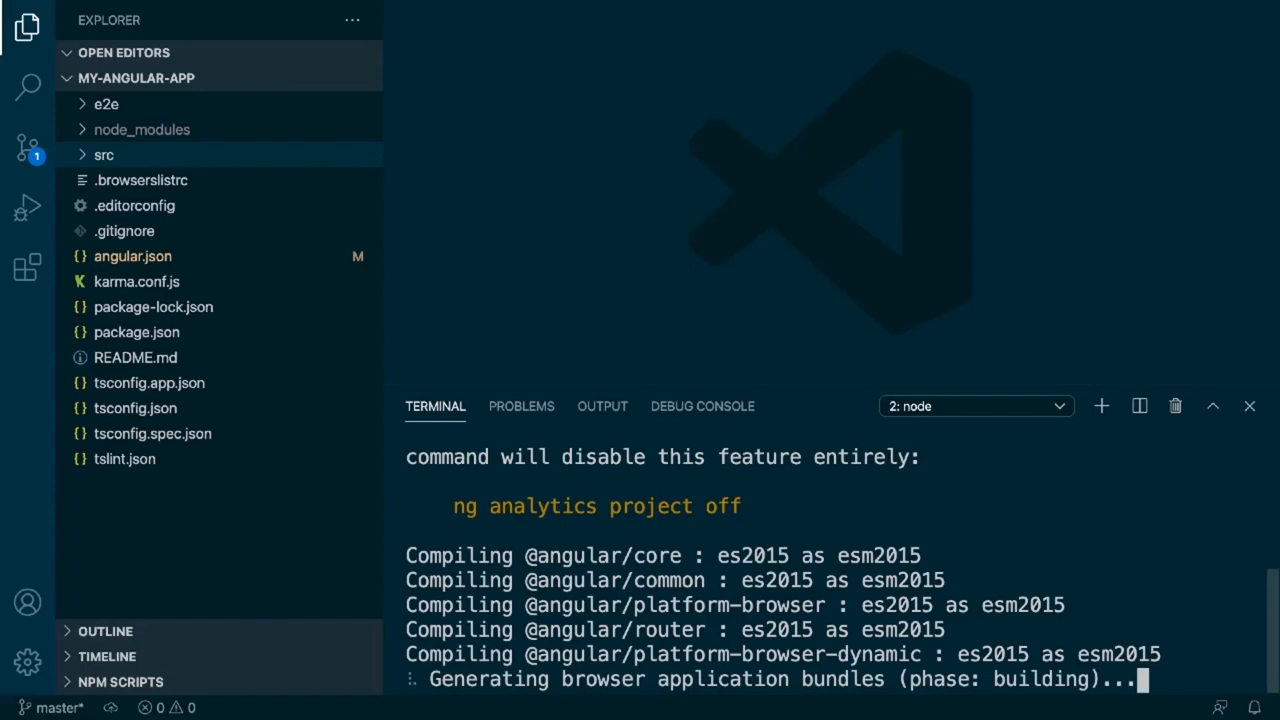 EXPLORER
OPEN EDITORS
MY-ANGULAR-APP
e2e
node_modules
src
.browserslistrc
.editorconfig
.gitignore
angular.json M
karma.conf.js
package-lock.json
package.json
README.md
tsconfig.app.json
tsconfig.json
tsconfig.spec.json
tslint.json
OUTLINE
TIMELINE
NPM SCRIPTS
1
TERMINAL PROBLEMS OUTPUT DEBUG CONSOLE 2: node
command will disable this feature entirely:
ng analytics project off
Compiling @angular/core : es2015 as esm2015
Compiling @angular/common : es2015 as esm2015
Compiling @angular/platform-browser : es2015 as esm2015
Compiling @angular/router : es2015 as esm2015
Compiling @angular/platform-browser-dynamic : es2015 as esm2015
Generating browser application bundles (phase: building)...
master* 0 0